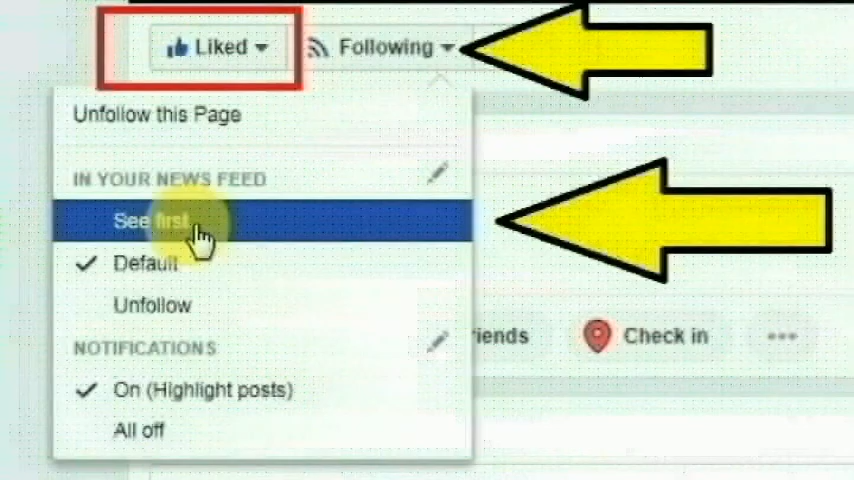 Liked Following
Unfollow this Page
IN YOUR NEWS FEED
See first
Default
Unfollow
riends Check in
NOTIFICATIONS
On (Highlight posts)
All off